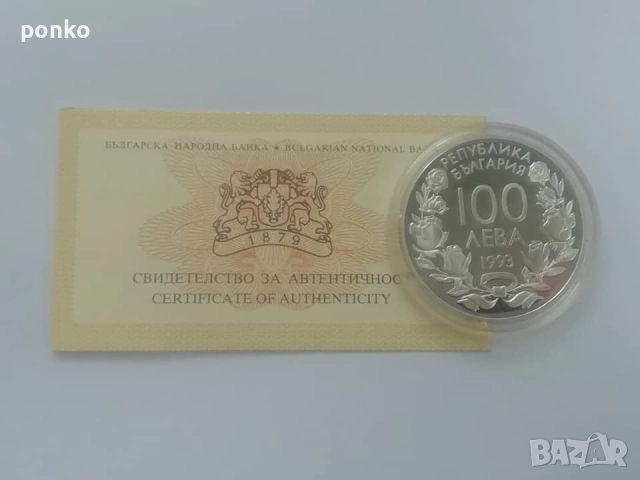 ponko
БЪЛГАРСКА НАРОДНА БАНКА ★ BULGARIAN NATIONAL BA
1879
СВИДЕТЕЛСТВО ЗА АВТЕНТИЧНОС
CERTIFICATE OF AUTHENTICITY
РЕПУБЛИКА
БЪЛГАРИЯ
100
ЛЕВА
1993
BAZAR